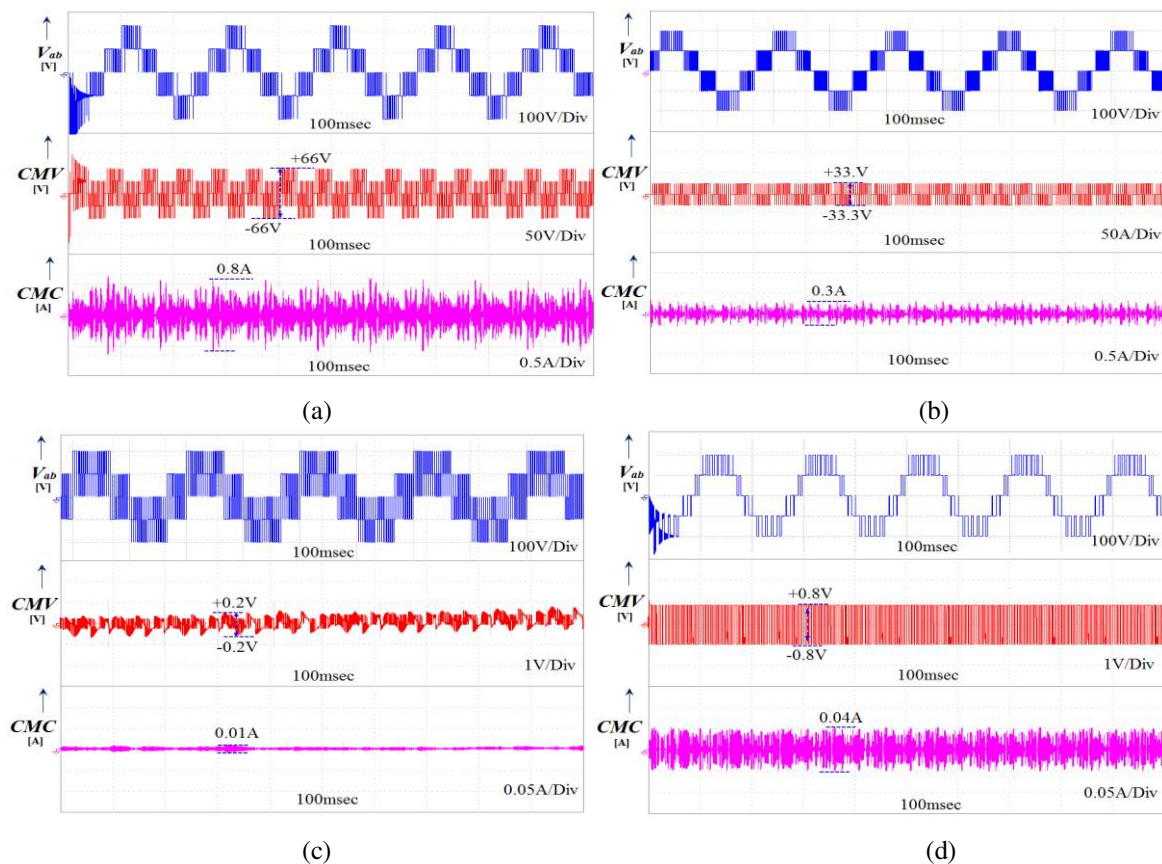 Vab
[V]
100msec
100V/Div
CMV
[V]
+66V
-66V
100msec
50V/Div
CMC
[A]
0.8A
100msec
0.5A/Div
(a)
Vab
[V]
100msec
100V/Div
CMV
[V]
+33.V
-33.3V
100msec
50A/Div
CMC
[A]
0.3A
100msec
0.5A/Div
(b)
Vab
[V]
100msec
100V/Div
CMV
[V]
+0.2V
-0.2V
100msec
1V/Div
CMC
[A]
0.01A
100msec
0.05A/Div
(c)
Vab
[V]
100msec
100V/Div
CMV
[V]
+0.8V
-0.8V
100msec
1V/Div
CMC
[A]
0.04A
100msec
0.05A/Div
(d)